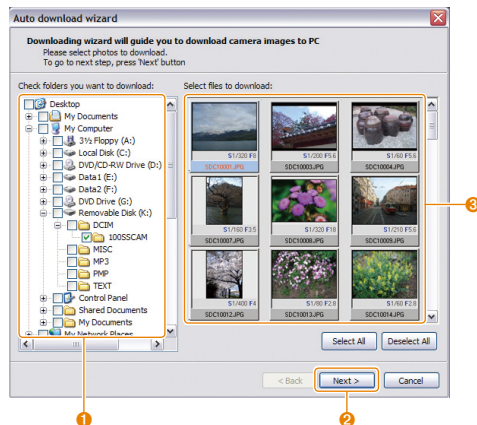 Auto download wizard
Downloading wizard will guide you to download camera images to PC
Please select photos to download.
To go to next step, press 'Next' button
Check folders you want to download:
Select files to download:
Desktop
My Documents
My Computer
3½ Floppy (A:)
Local Disk (C:)
DVD/CD-RW Drive (D:)
Data1 (E:)
Data2 (F:)
DVD Drive (G:)
Removable Disk (K:)
DCIM
100SSCAM
MISC
MP3
PMP
TEXT
Control Panel
Shared Documents
My Documents
My Network Places
S1/320 F8
S1/200 F5.6
S1/60 F5.6
SDC10001.JPG
SDC10003.JPG
SDC10004.JPG
S1/160 F3.5
S1/320 F18
S1/210 F5.6
SDC10007.JPG
SDC10008.JPG
SDC10009.JPG
S1/400 F4
S1/80 F2.8
S1/60 F2.8
SDC10012.JPG
SDC10013.JPG
SDC10014.JPG
3
Select All
Deselect All
< Back
Next >
Cancel
1
2